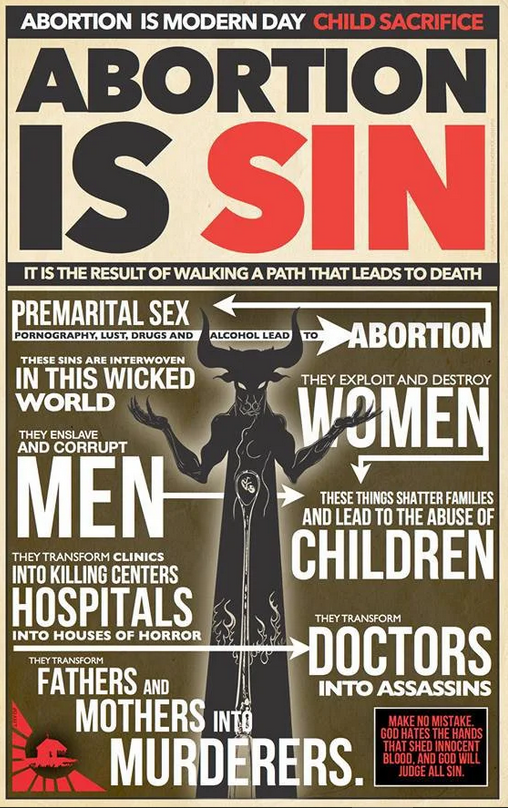 ABORTION IS MODERN DAY CHILD SACRIFICE
ABORTION
IS SIN
IT IS THE RESULT OF WALKING A PATH THAT LEADS TO DEATH
PREMARITAL SEX
PORNOGRAPHY, LUST, DRUGS AND ALCOHOL LEAD TO
ABORTION
THESE SINS ARE INTERWOVEN
IN THIS WICKED
WORLD
THEY EXPLOIT AND DESTROY
WOMEN
THEY ENSLAVE
AND CORRUPT
MEN
THESE THINGS SHATTER FAMILIES
AND LEAD TO THE ABUSE OF
CHILDREN
THEY TRANSFORM CLINICS
INTO KILLING CENTERS
HOSPITALS
INTO HOUSES OF HORROR
THEY TRANSFORM
DOCTORS
INTO ASSASSINS
THEY TRANSFORM
FATHERS AND
MOTHERS INTO
MURDERERS.
MAKE NO MISTAKE.
GOD HATES THE HANDS
THAT SHED INNOCENT
BLOOD, AND GOD WILL
JUDGE ALL SIN.